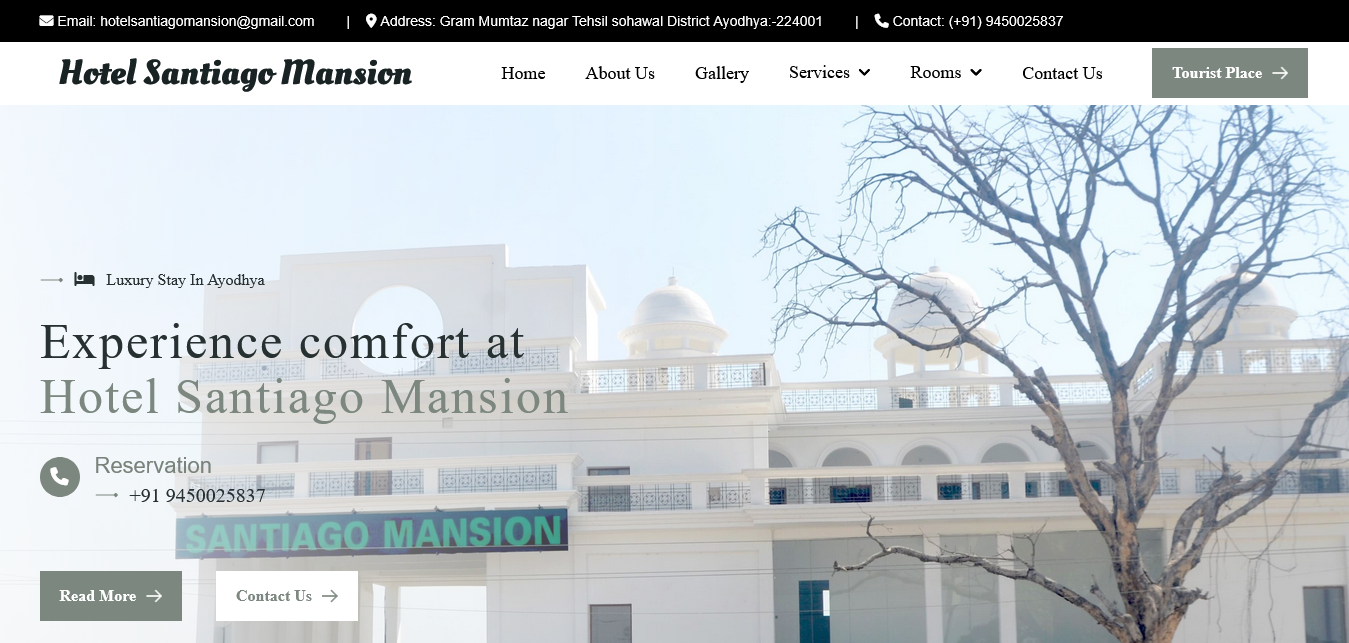 Email: hotelsantiagomansion@gmail.com | Address: Gram Mumtaz nagar Tehsil sohawal District Ayodhya:-224001 | Contact: (+91) 9450025837
Hotel Santiago Mansion Home About Us Gallery Services Rooms Contact Us Tourist Place
Luxury Stay In Ayodhya
Experience comfort at
Hotel Santiago Mansion
Reservation
+91 9450025837
SANTIAGO MANSION
Read More Contact Us